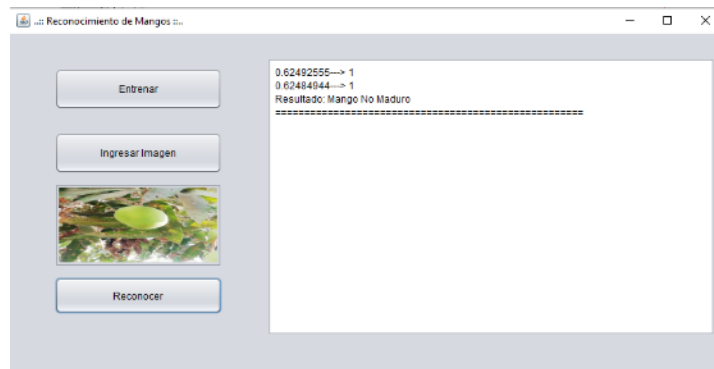 ..:: Reconocimiento de Mangos ::..
Entrenar
Ingresar Imagen
Reconocer
0.62492555---> 1
0.62484944---> 1
Resultado: Mango No Maduro
=====================================================